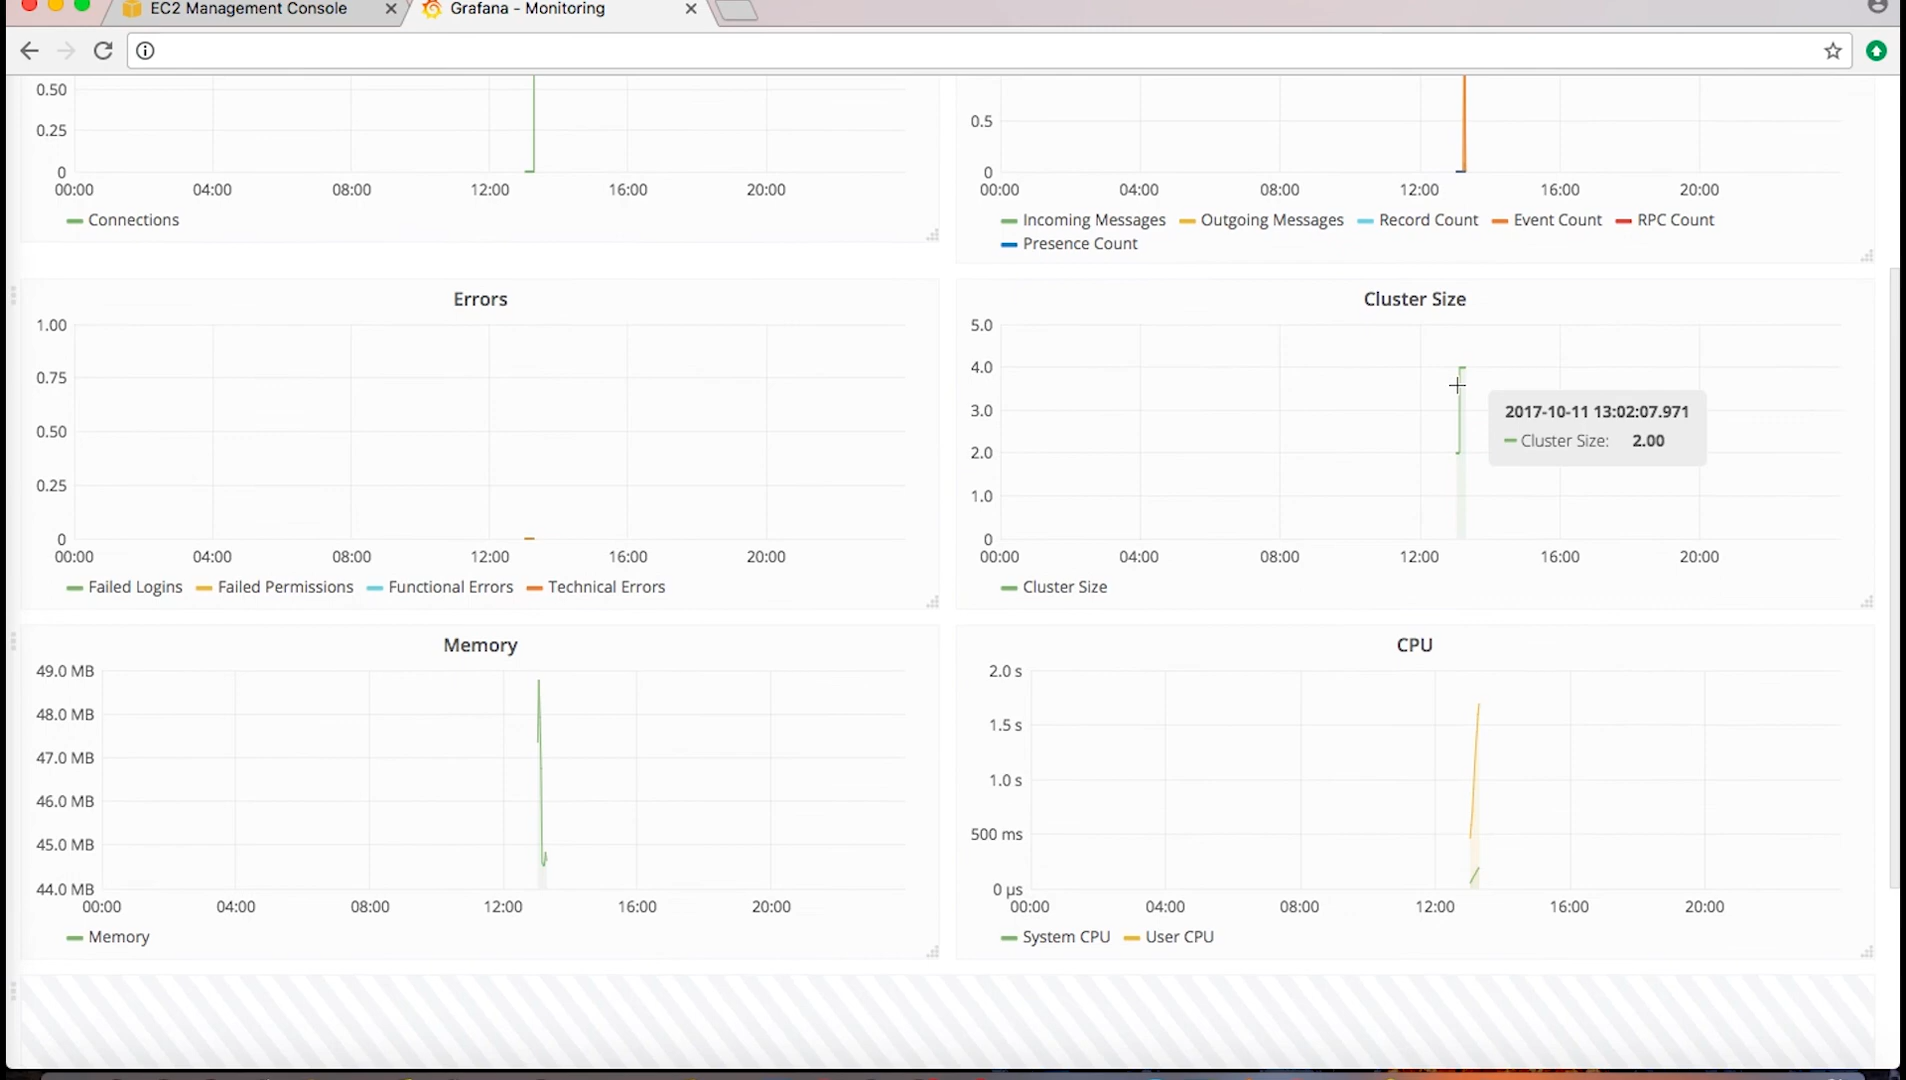 EC2 Management Console
Grafana - Monitoring
0.50
0.25
0
00:00 04:00 08:00 12:00 16:00 20:00
Connections
0.5
0
00:00 04:00 08:00 12:00 16:00 20:00
Incoming Messages Outgoing Messages Record Count Event Count RPC Count
Presence Count
Errors
1.00
0.75
0.50
0.25
0
00:00 04:00 08:00 12:00 16:00 20:00
Failed Logins Failed Permissions Functional Errors Technical Errors
Cluster Size
5.0
4.0
3.0
2.0
1.0
0
2017-10-11 13:02:07.971
Cluster Size: 2.00
00:00 04:00 08:00 12:00 16:00 20:00
Cluster Size
Memory
49.0 MB
48.0 MB
47.0 MB
46.0 MB
45.0 MB
44.0 MB
00:00 04:00 08:00 12:00 16:00 20:00
Memory
CPU
2.0 s
1.5 s
1.0 s
500 ms
0 µs
00:00 04:00 08:00 12:00 16:00 20:00
System CPU User CPU